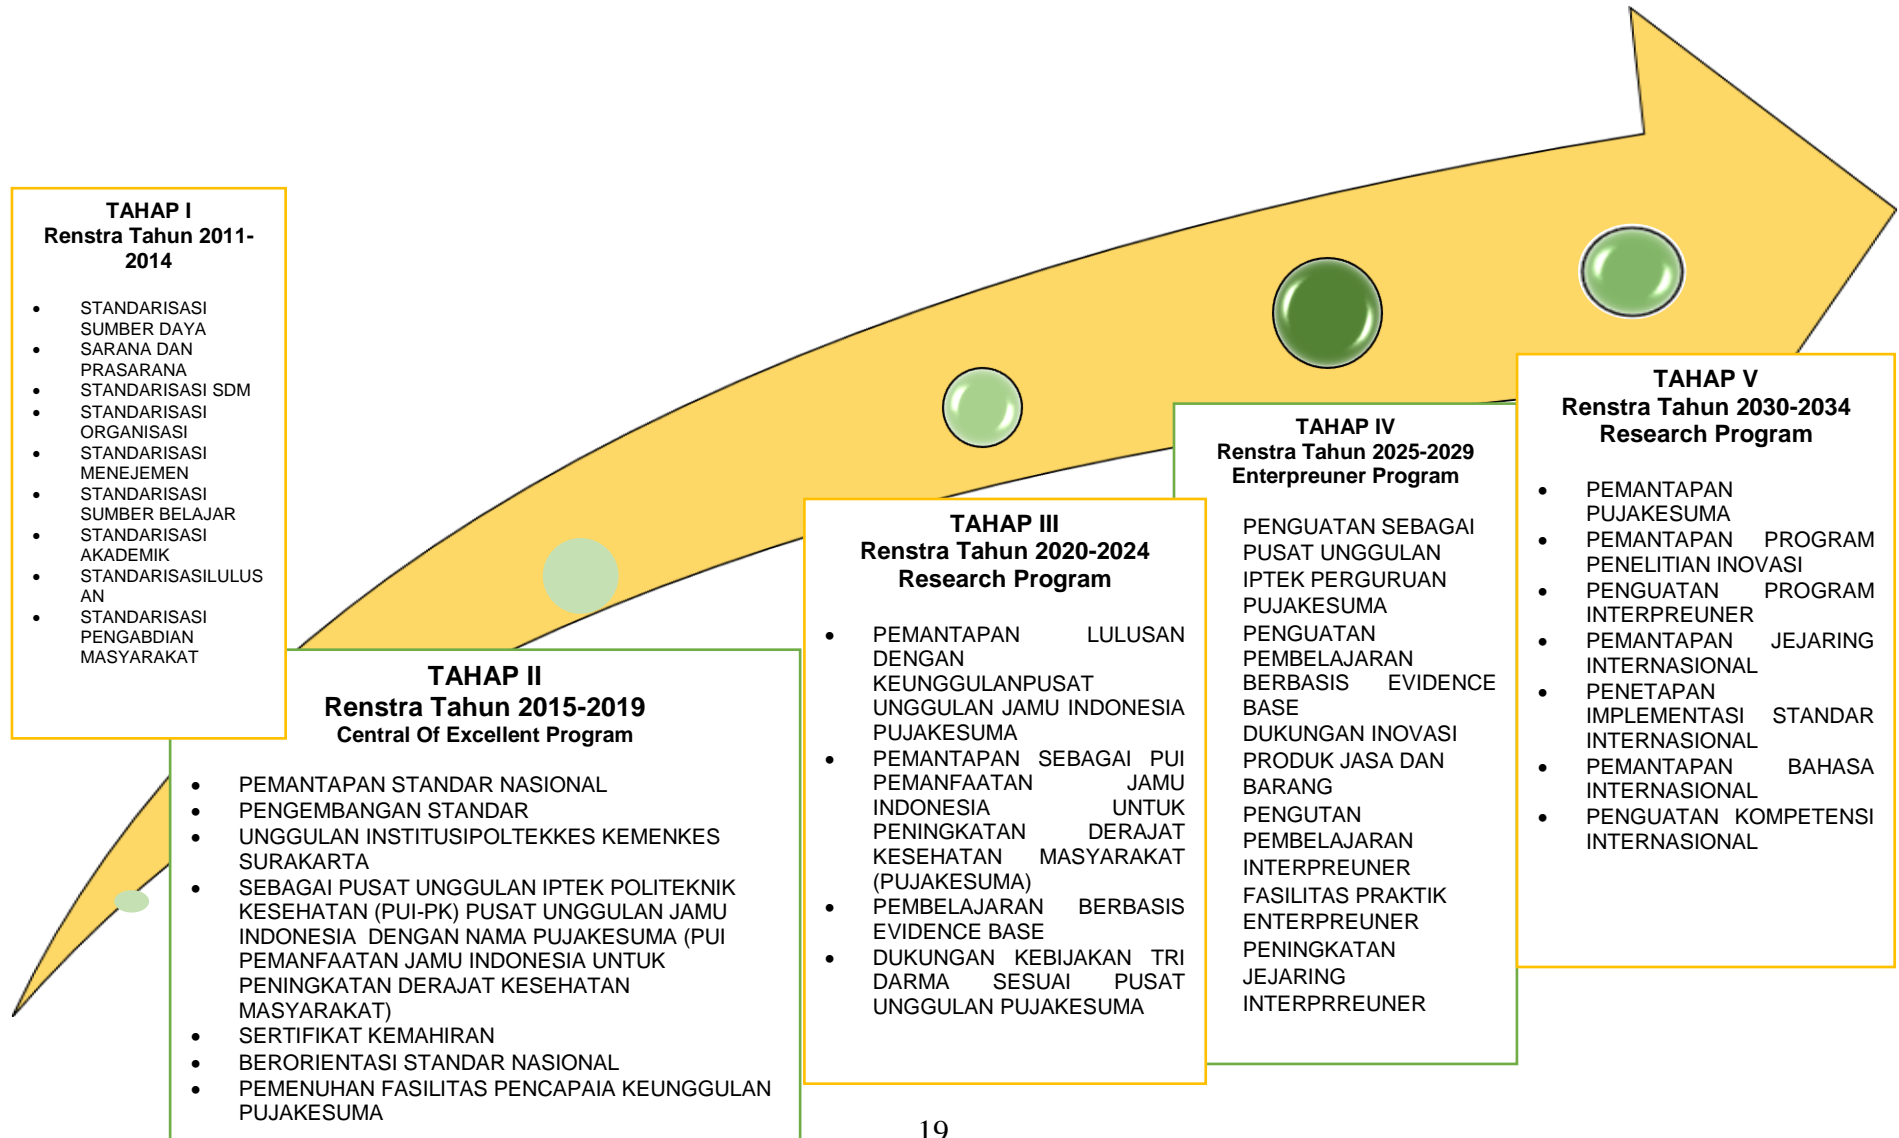 TAHAP I
Renstra Tahun 2011-
2014
• STANDARISASI
SUMBER DAYA
• SARANA DAN
PRASARANA
• STANDARISASI SDM
• STANDARISASI
ORGANISASI
• STANDARISASI
MENEJEMEN
• STANDARISASI
SUMBER BELAJAR
• STANDARISASI
AKADEMIK
• STANDARISASILULUS
AN
• STANDARISASI
PENGABDIAN
MASYARAKAT
TAHAP II
Renstra Tahun 2015-2019
Central Of Excellent Program
• PEMANTAPAN STANDAR NASIONAL
• PENGEMBANGAN STANDAR
• UNGGULAN INSTITUSIPOLTEKKES KEMENKES
SURAKARTA
• SEBAGAI PUSAT UNGGULAN IPTEK POLITEKNIK
KESEHATAN (PUI-PK) PUSAT UNGGULAN JAMU
INDONESIA DENGAN NAMA PUJAKESUMA (PUI
PEMANFAATAN JAMU INDONESIA UNTUK
PENINGKATAN DERAJAT KESEHATAN
MASYARAKAT)
• SERTIFIKAT KEMAHIRAN
• BERORIENTASI STANDAR NASIONAL
• PEMENUHAN FASILITAS PENCAPAIA KEUNGGULAN
PUJAKESUMA
TAHAP III
Renstra Tahun 2020-2024
Research Program
• PEMANTAPAN LULUSAN
DENGAN
KEUNGGULANPUSAT
UNGGULAN JAMU INDONESIA
PUJAKESUMA
• PEMANTAPAN SEBAGAI PUI
PEMANFAATAN JAMU
INDONESIA UNTUK
PENINGKATAN DERAJAT
KESEHATAN MASYARAKAT
(PUJAKESUMA)
• PEMBELAJARAN BERBASIS
EVIDENCE BASE
• DUKUNGAN KEBIJAKAN TRI
DARMA SESUAI PUSAT
UNGGULAN PUJAKESUMA
TAHAP IV
Renstra Tahun 2025-2029
Enterpreuner Program
PENGUATAN SEBAGAI
PUSAT UNGGULAN
IPTEK PERGURUAN
PUJAKESUMA
PENGUATAN
PEMBELAJARAN
BERBASIS EVIDENCE
BASE
DUKUNGAN INOVASI
PRODUK JASA DAN
BARANG
PENGUTAN
PEMBELAJARAN
INTERPREUNER
FASILITAS PRAKTIK
ENTERPREUNER
PENINGKATAN
JEJARING
INTERPRREUNER
TAHAP V
Renstra Tahun 2030-2034
Research Program
• PEMANTAPAN
PUJAKESUMA
• PEMANTAPAN PROGRAM
PENELITIAN INOVASI
• PENGUATAN PROGRAM
INTERPREUNER
• PEMANTAPAN JEJARING
INTERNASIONAL
• PENETAPAN
IMPLEMENTASI STANDAR
INTERNASIONAL
• PEMANTAPAN BAHASA
INTERNASIONAL
• PENGUATAN KOMPETENSI
INTERNASIONAL
19